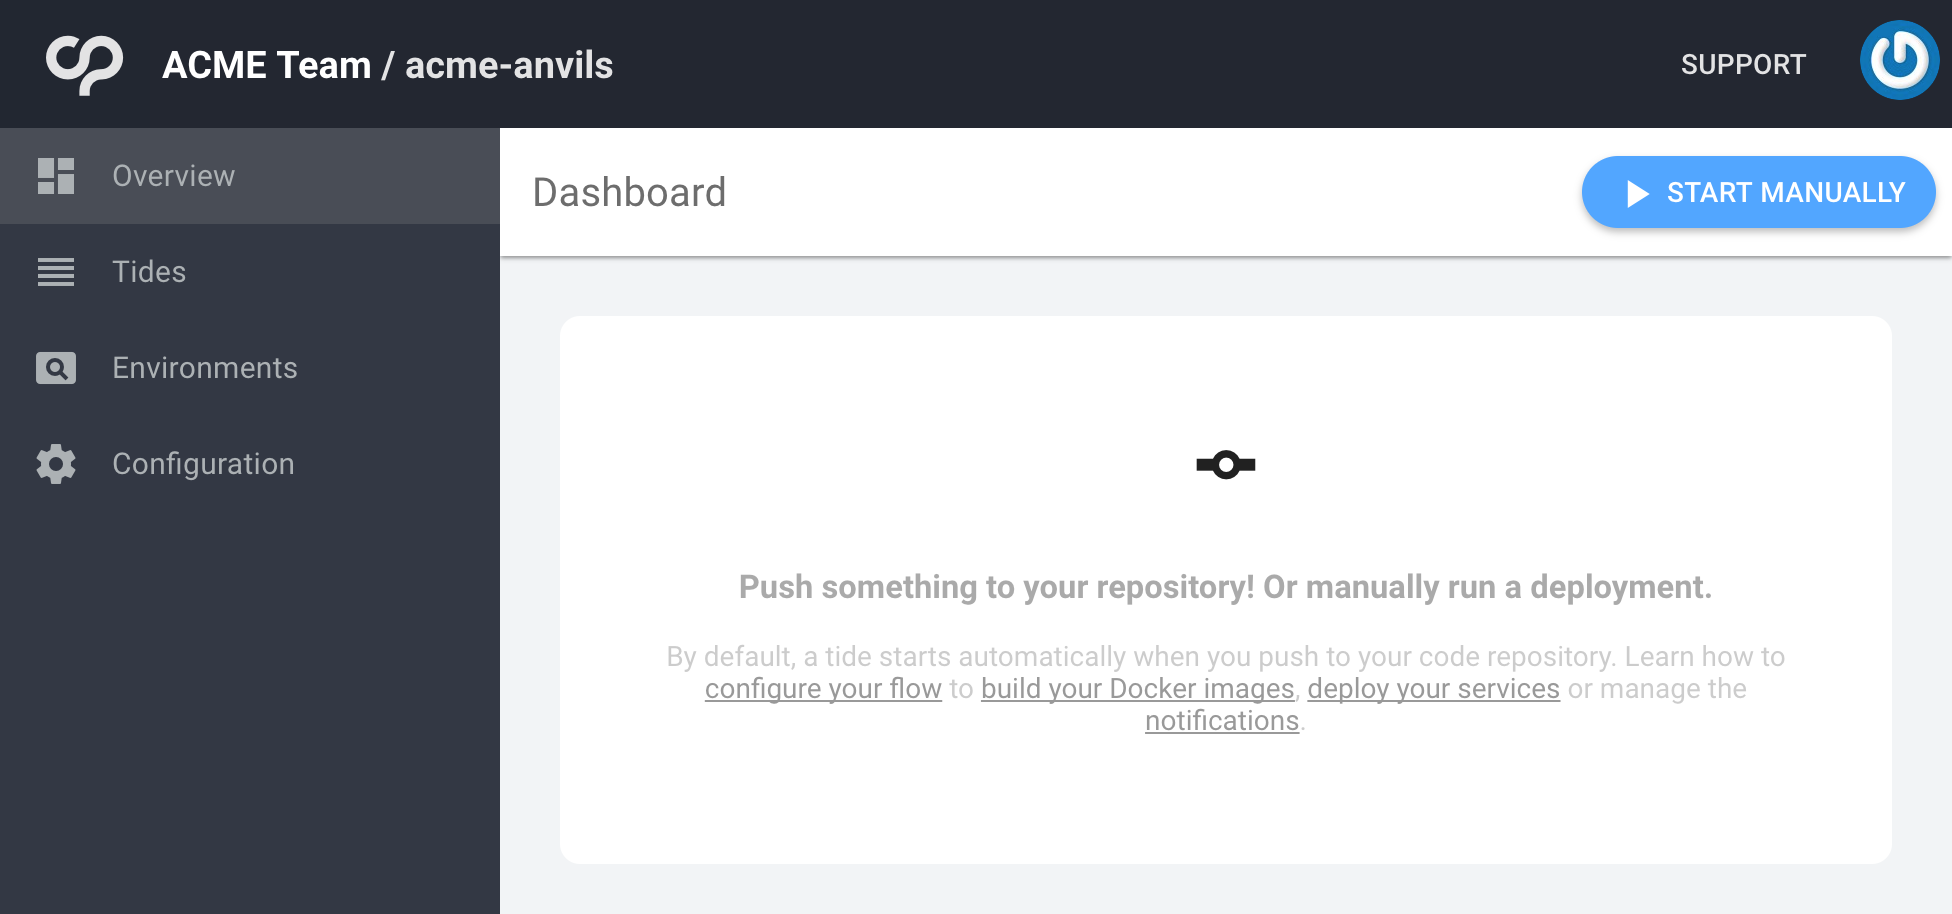 ACME Team / acme-anvils
SUPPORT
Overview
Tides
Environments
Configuration
Dashboard
START MANUALLY
Push something to your repository! Or manually run a deployment.
By default, a tide starts automatically when you push to your code repository. Learn how to
configure your flow to build your Docker images, deploy your services or manage the
notifications.